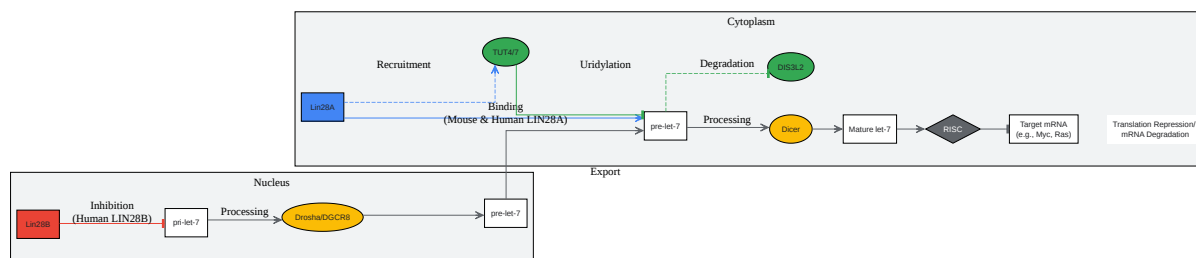 Cytoplasm
TUT4/7
Recruitment
Uridylation
Degradation
DIS3L2
Lin28A
Binding
(Mouse & Human LIN28A)
pre-let-7
Processing
Dicer
Mature let-7
RISC
Target mRNA
(e.g., Myc, Ras)
Translation Repression/
mRNA Degradation
Export
Nucleus
Lin28B
Inhibition
(Human LIN28B)
pri-let-7
Processing
Drosha/DGCR8
pre-let-7